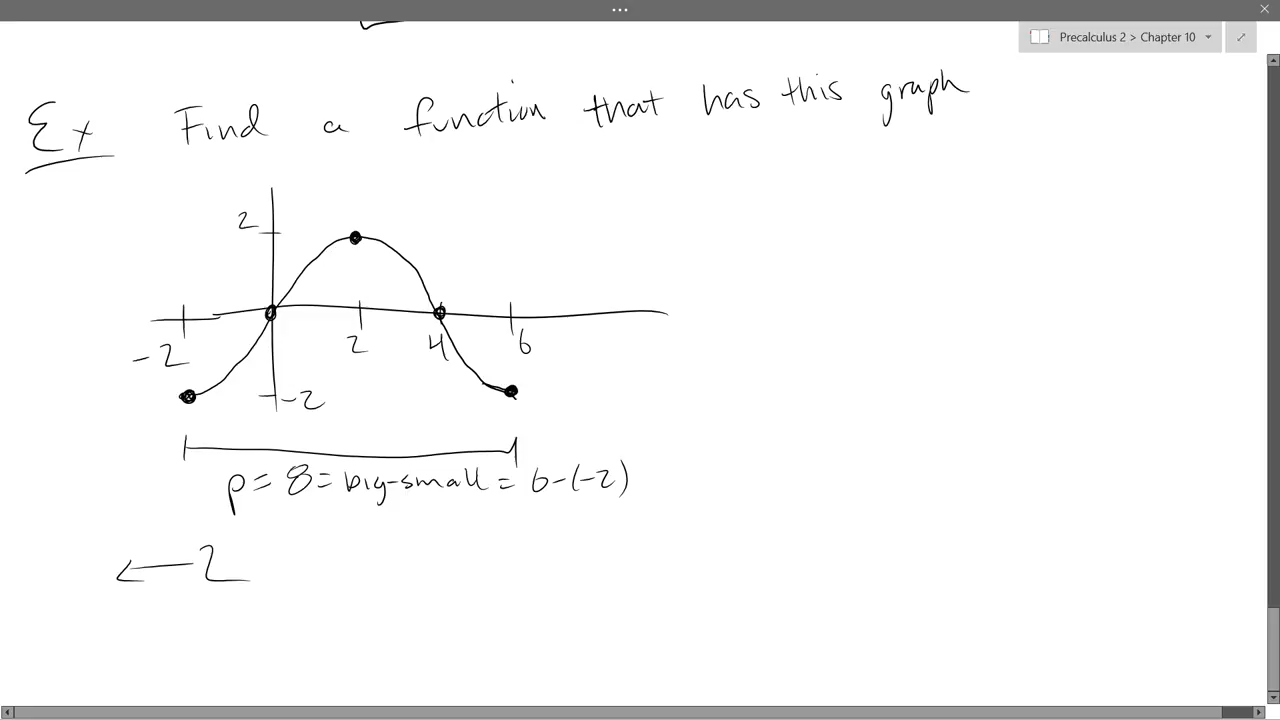 ...
Precalculus 2 > Chapter 10
Ex Find a function that has this graph
2
-2 2 4 6
-2
p = 8 = big-small = 6-(-2)
← 2